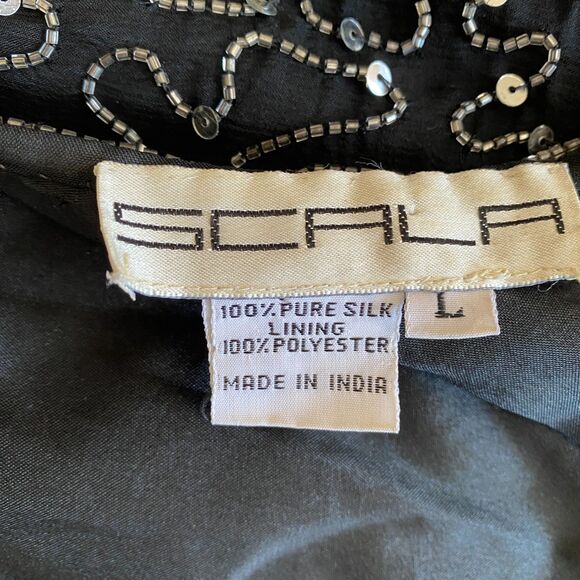 SCALA
L
100% PURE SILK
LINING
100% POLYESTER
MADE IN INDIA